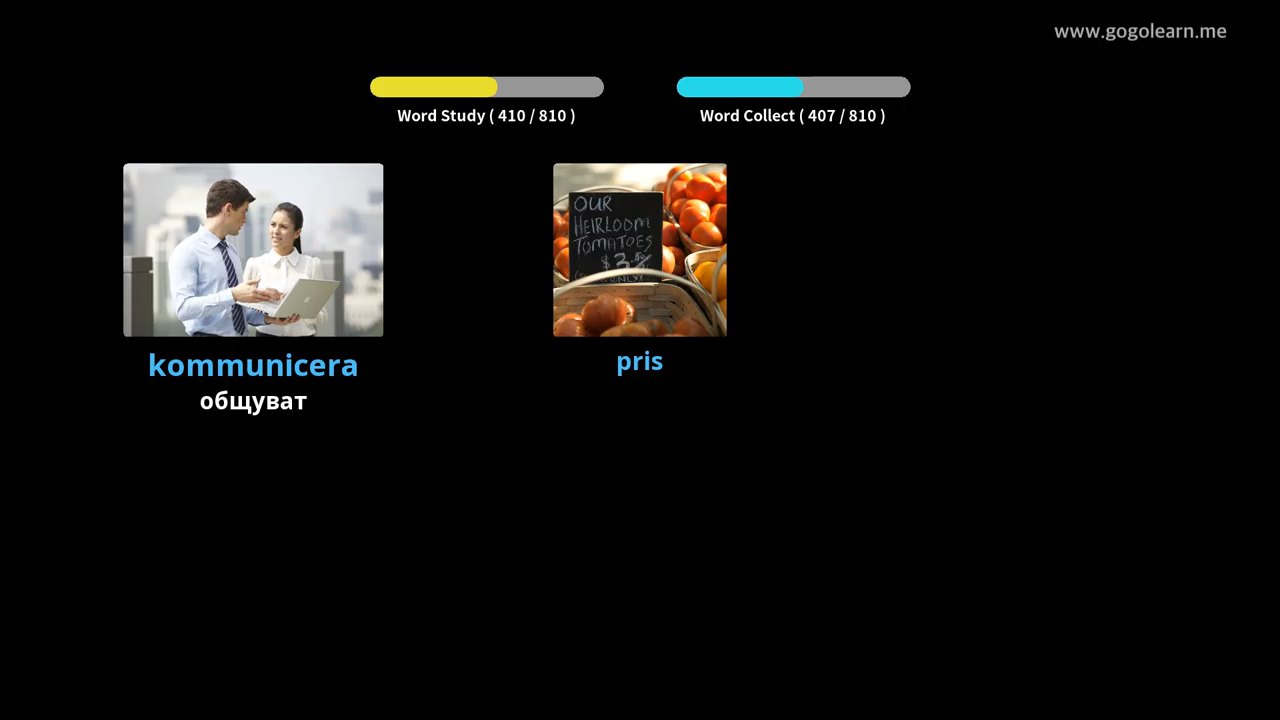 www.gogolearn.me
Word Study ( 410 / 810 )
Word Collect ( 407 / 810 )
OUR
HEIRLOOM
TOMATOES
kommunicera
общуват
pris